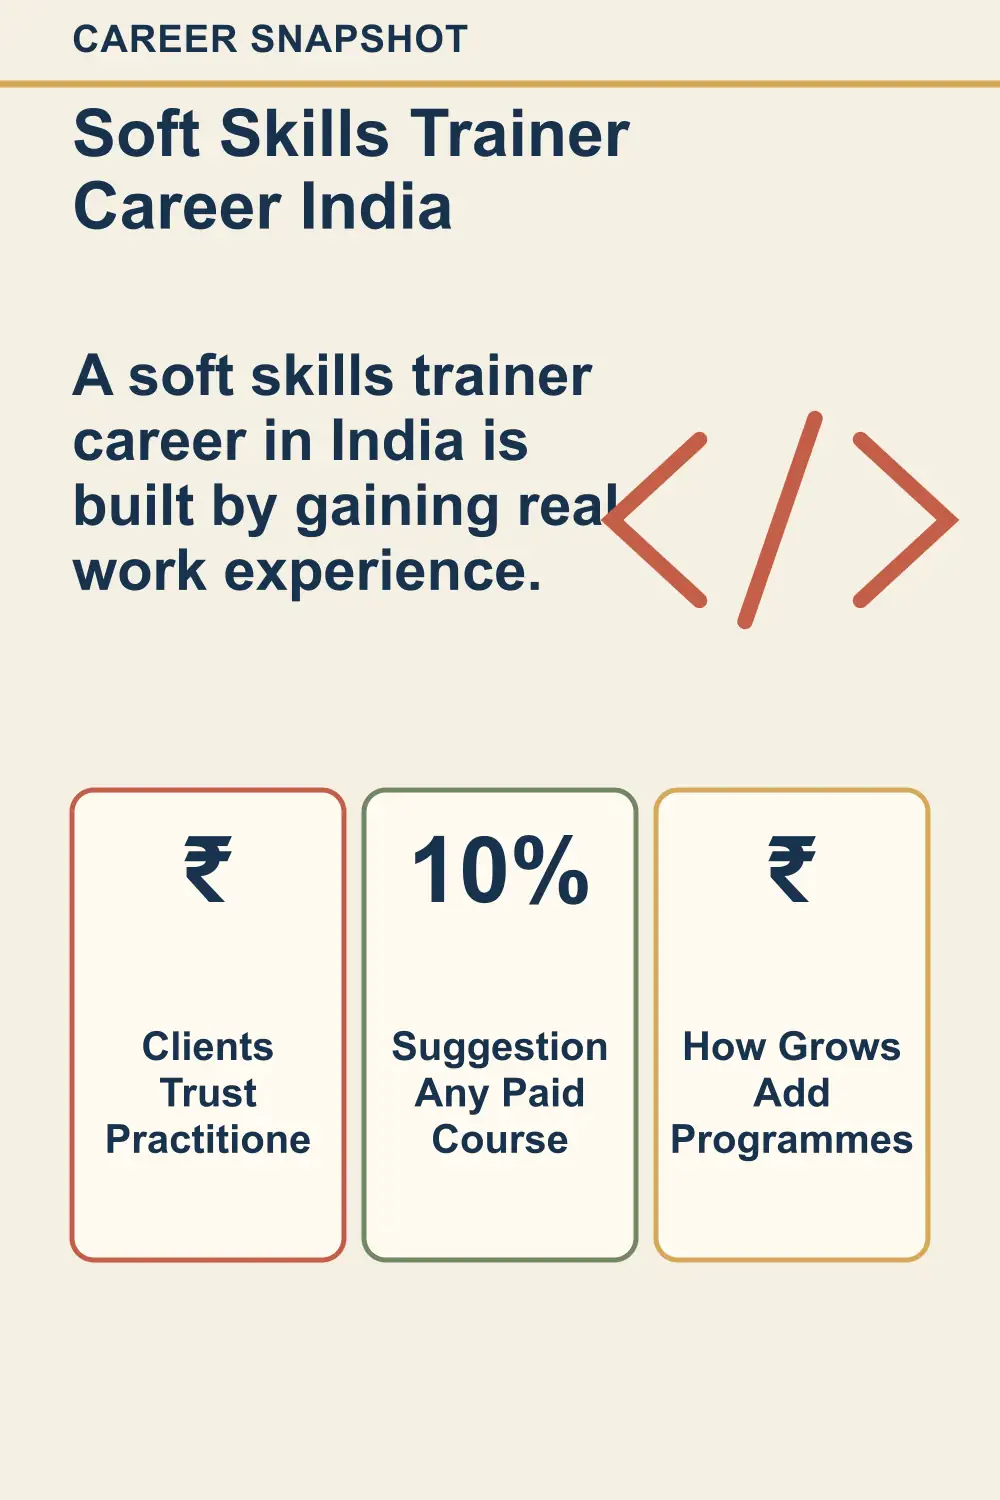 CAREER SNAPSHOT
Soft Skills Trainer
Career India
A soft skills trainer
career in India is
built by gaining real
work experience.
</>
₹
Clients
Trust
Practitione
10%
Suggestion
Any Paid
Course
₹
How Grows
Add
Programmes